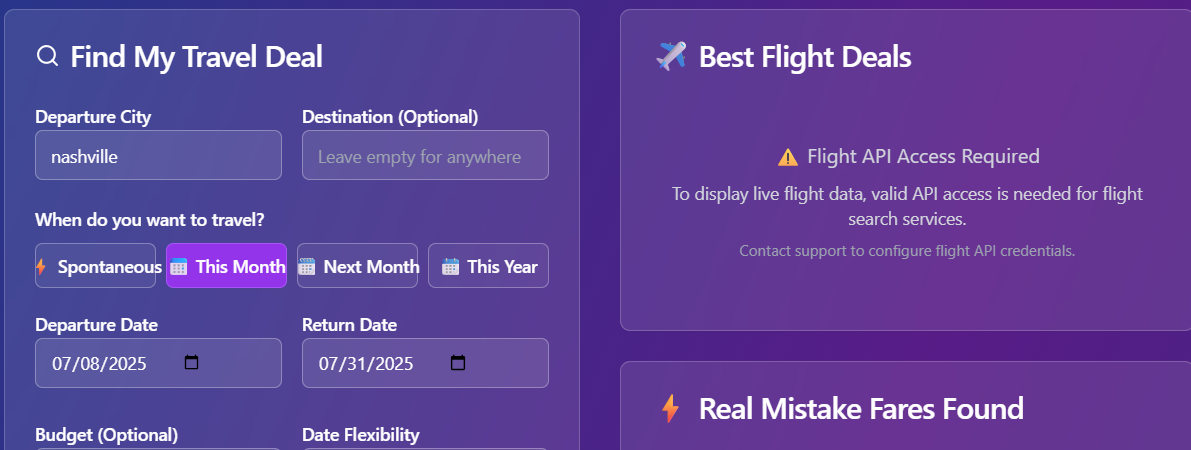 Find My Travel Deal
Departure City
Destination (Optional)
nashville
Leave empty for anywhere
When do you want to travel?
Spontaneous
This Month
Next Month
This Year
Departure Date
Return Date
07/08/2025
07/31/2025
Budget (Optional)
Date Flexibility
Best Flight Deals
Flight API Access Required
To display live flight data, valid API access is needed for flight
search services.
Contact support to configure flight API credentials.
Real Mistake Fares Found